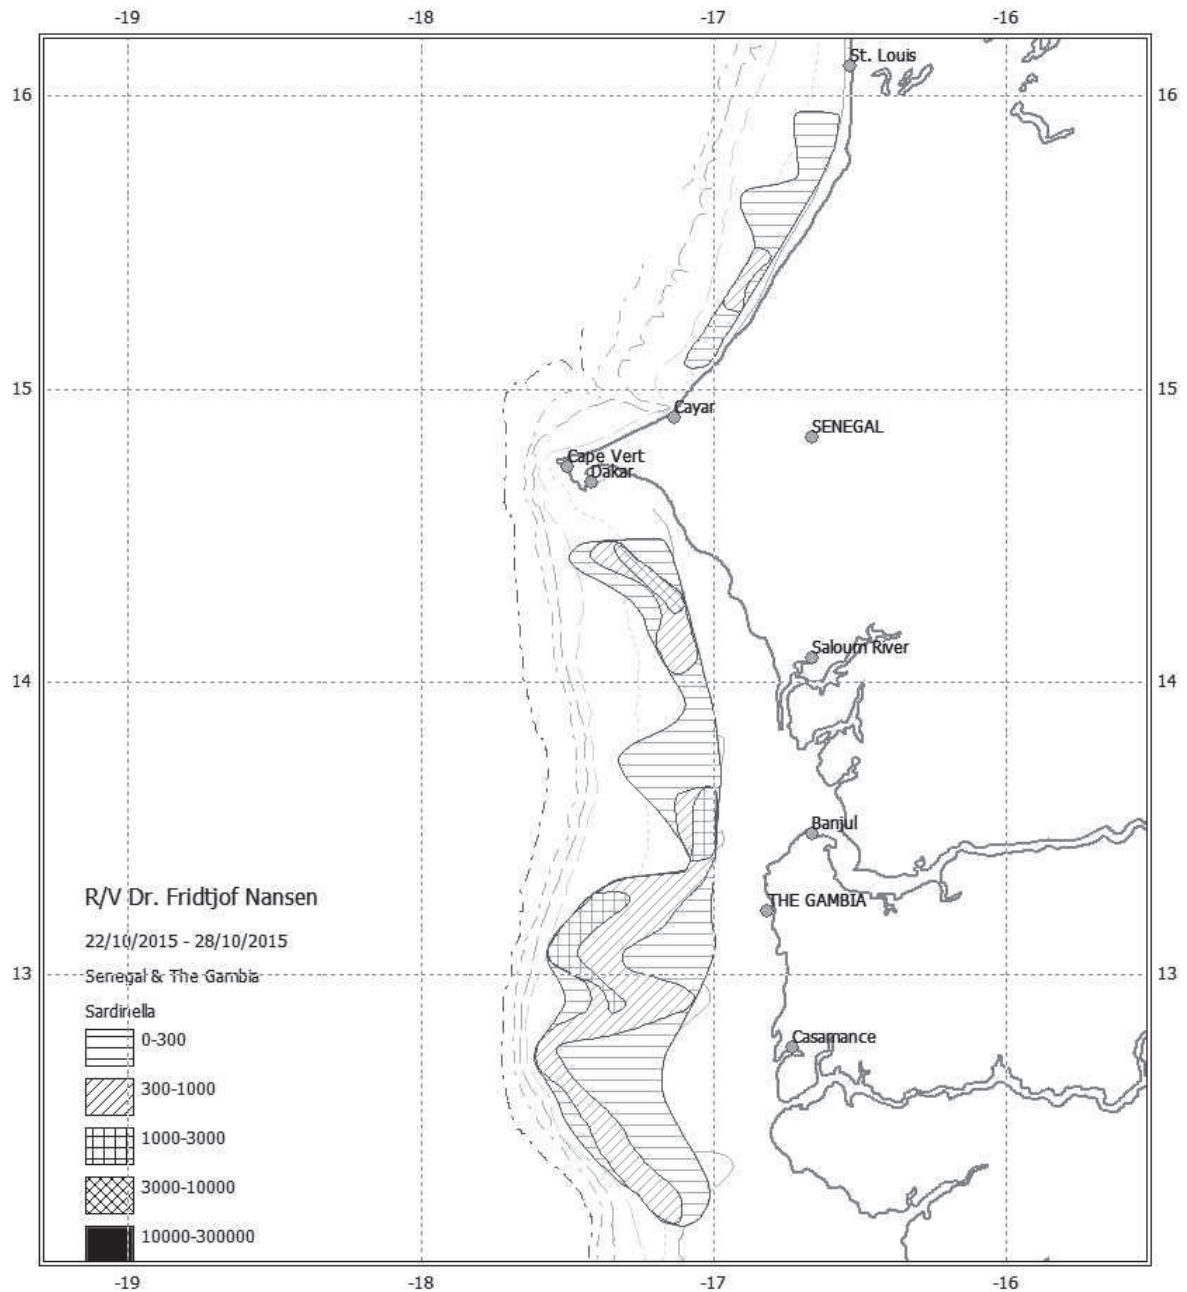 -19 -18 -17 -16
St. Louis
16 16
15 15
Cayar
SENEGAL
Cape Vert
Dakar
Saloum River
14 14
Banjul
R/V Dr. Fridtjof Nansen
THE GAMBIA
22/10/2015 - 28/10/2015
13 Senegal & The Gambia 13
Sardinella
0-300
Casamance
300-1000
1000-3000
3000-10000
10000-300000
-19 -18 -17 -16